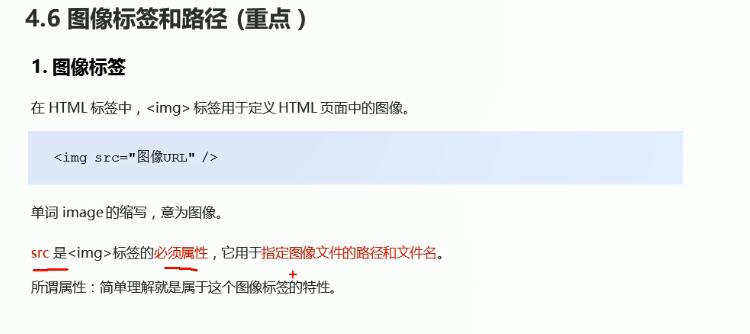 4.6 图像标签和路径 (重点)
1. 图像标签
在 HTML 标签中，<img> 标签用于定义 HTML 页面中的图像。
<img src="图像URL" />
单词 image 的缩写，意为图像。
src 是<img>标签的必须属性，它用于指定图像文件的路径和文件名。
所谓属性：简单理解就是属于这个图像标签的特性。